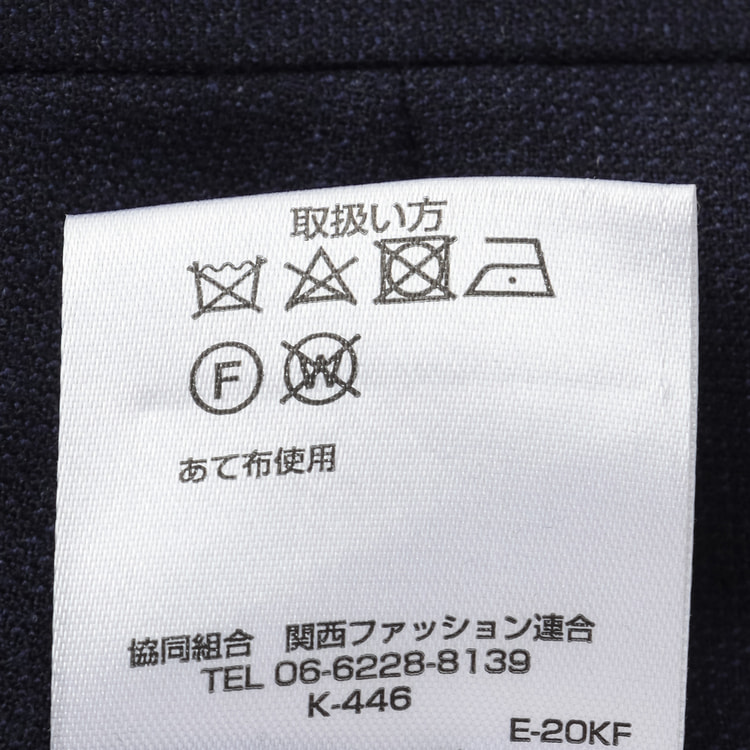 取扱い方
F W
あて布使用
協同組合 関西ファッション連合
TEL 06-6228-8139
K-446
E-20KF